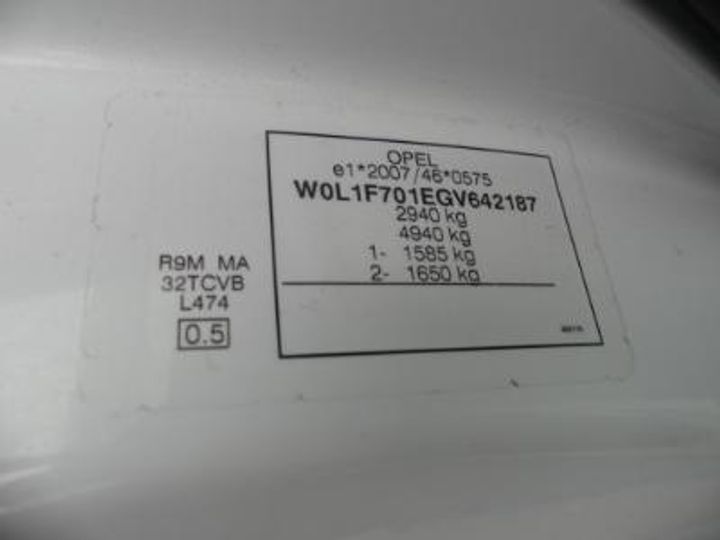 OPEL
e1*2007/46*0575
W0L1F701EGV642187
2940 kg
4940 kg
1- 1585 kg
2- 1650 kg
R9M MA
32TCVB
L474
0.5